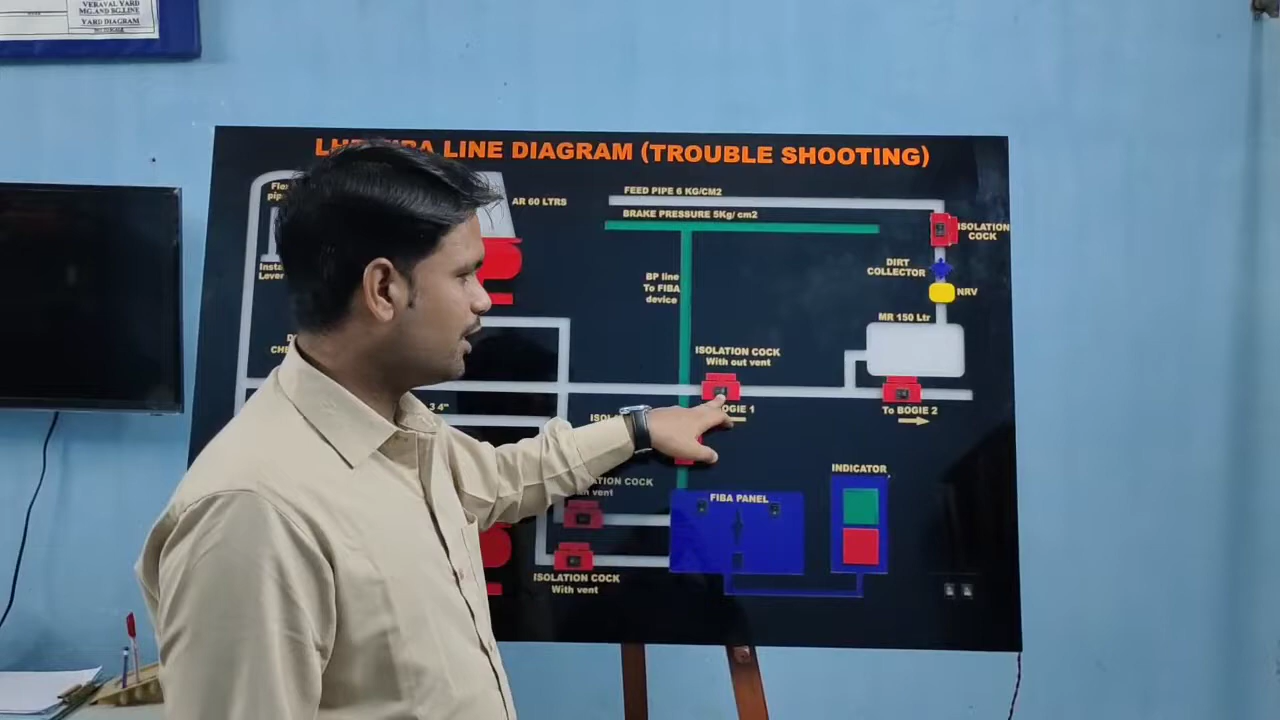 VERAVAL YARD
MG.AND BG.LINE
YARD DIAGRAM
LINE DIAGRAM (TROUBLE SHOOTING)
AR 60 LTRS
FEED PIPE 6 KG/CM2
BRAKE PRESSURE 5Kg/ cm2
ISOLATION
COCK
DIRT
COLLECTOR
NRV
BP line
To FIBA
device
MR 150 Ltr
ISOLATION COCK
With out vent
3 4"
To BOGIE 2
INDICATOR
COCK
FIBA PANEL
ISOLATION COCK
With vent